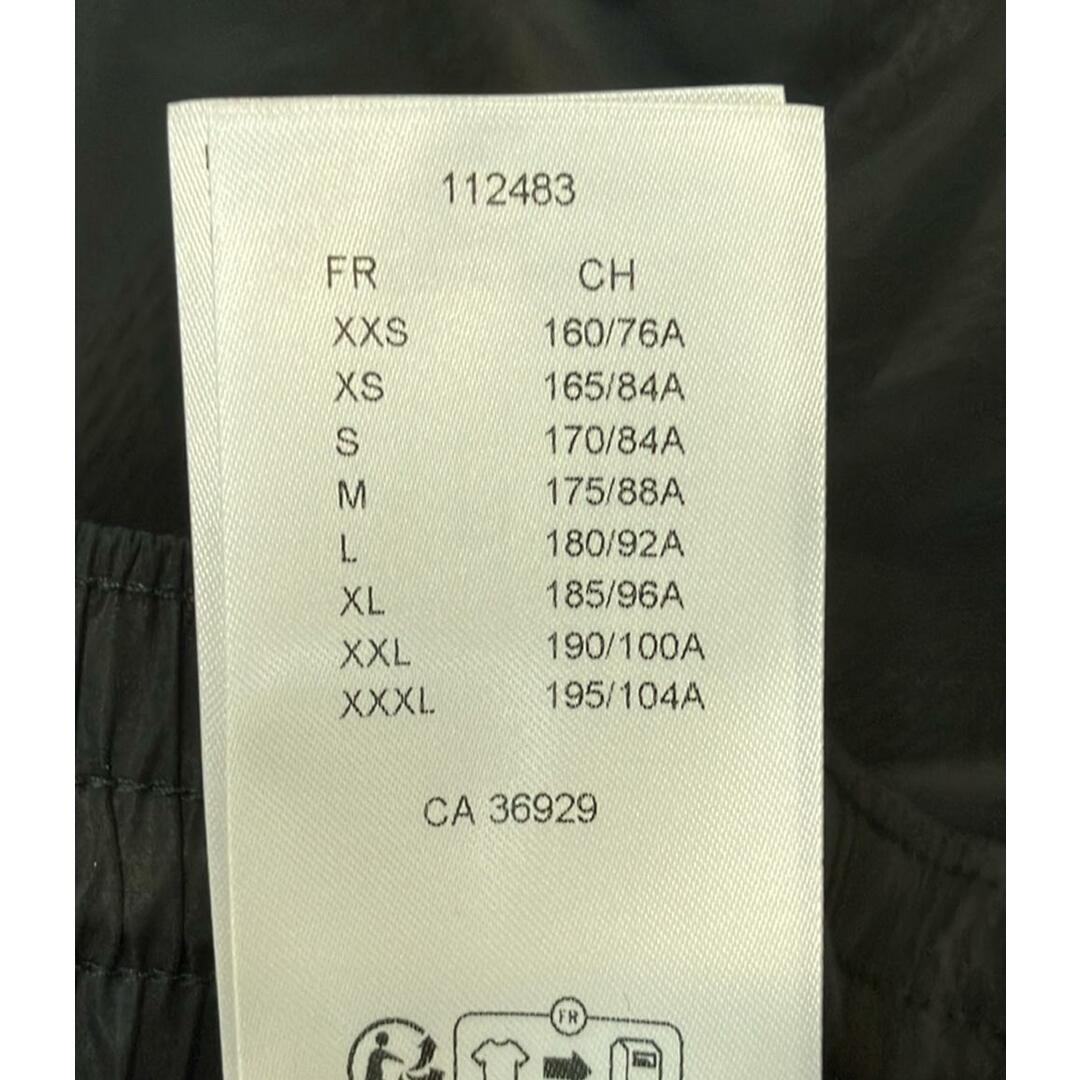 112483
FR CH
XXS 160/76A
XS 165/84A
S 170/84A
M 175/88A
L 180/92A
XL 185/96A
XXL 190/100A
XXXL 195/104A
CA 36929
FR